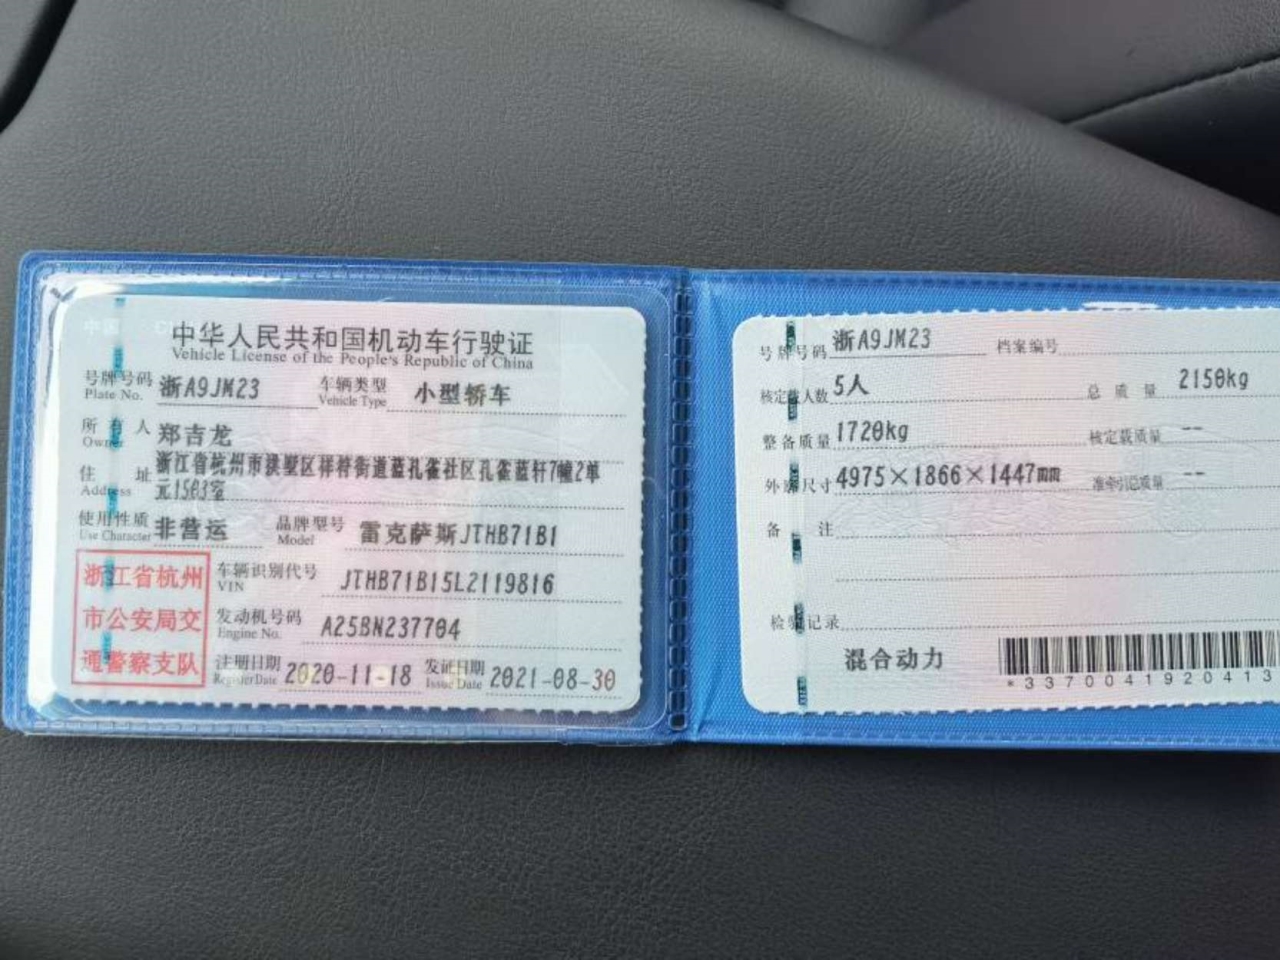 中华人民共和国机动车行驶证
Vehicle License of the People's Republic of China
号牌号码 浙A9JM23 车辆类型 小型轿车
Plate No. Vehicle Type
所有人 郑吉龙
Owner
住址 浙江省杭州市拱墅区祥符街道蓝孔雀社区孔雀蓝轩7幢2单
Address 元1503室
使用性质 非营运 品牌型号 雷克萨斯JTHB71B1
Use Character Model
浙江省杭州
市公安局交
通警察支队
车辆识别代号 JTHB71B15L2119816
VIN
发动机号码 A25BN237704
Engine No.
注册日期 2020-11-18 发证日期 2021-08-30
Register Date Issue Date
号牌号码 浙A9JM23 档案编号
核定载人数 5人 总质量 2150kg
整备质量 1720kg 核定载质量 --
外廓尺寸 4975×1866×1447mm 准牵引总质量 --
备注
检验记录
混合动力
*3370041920413